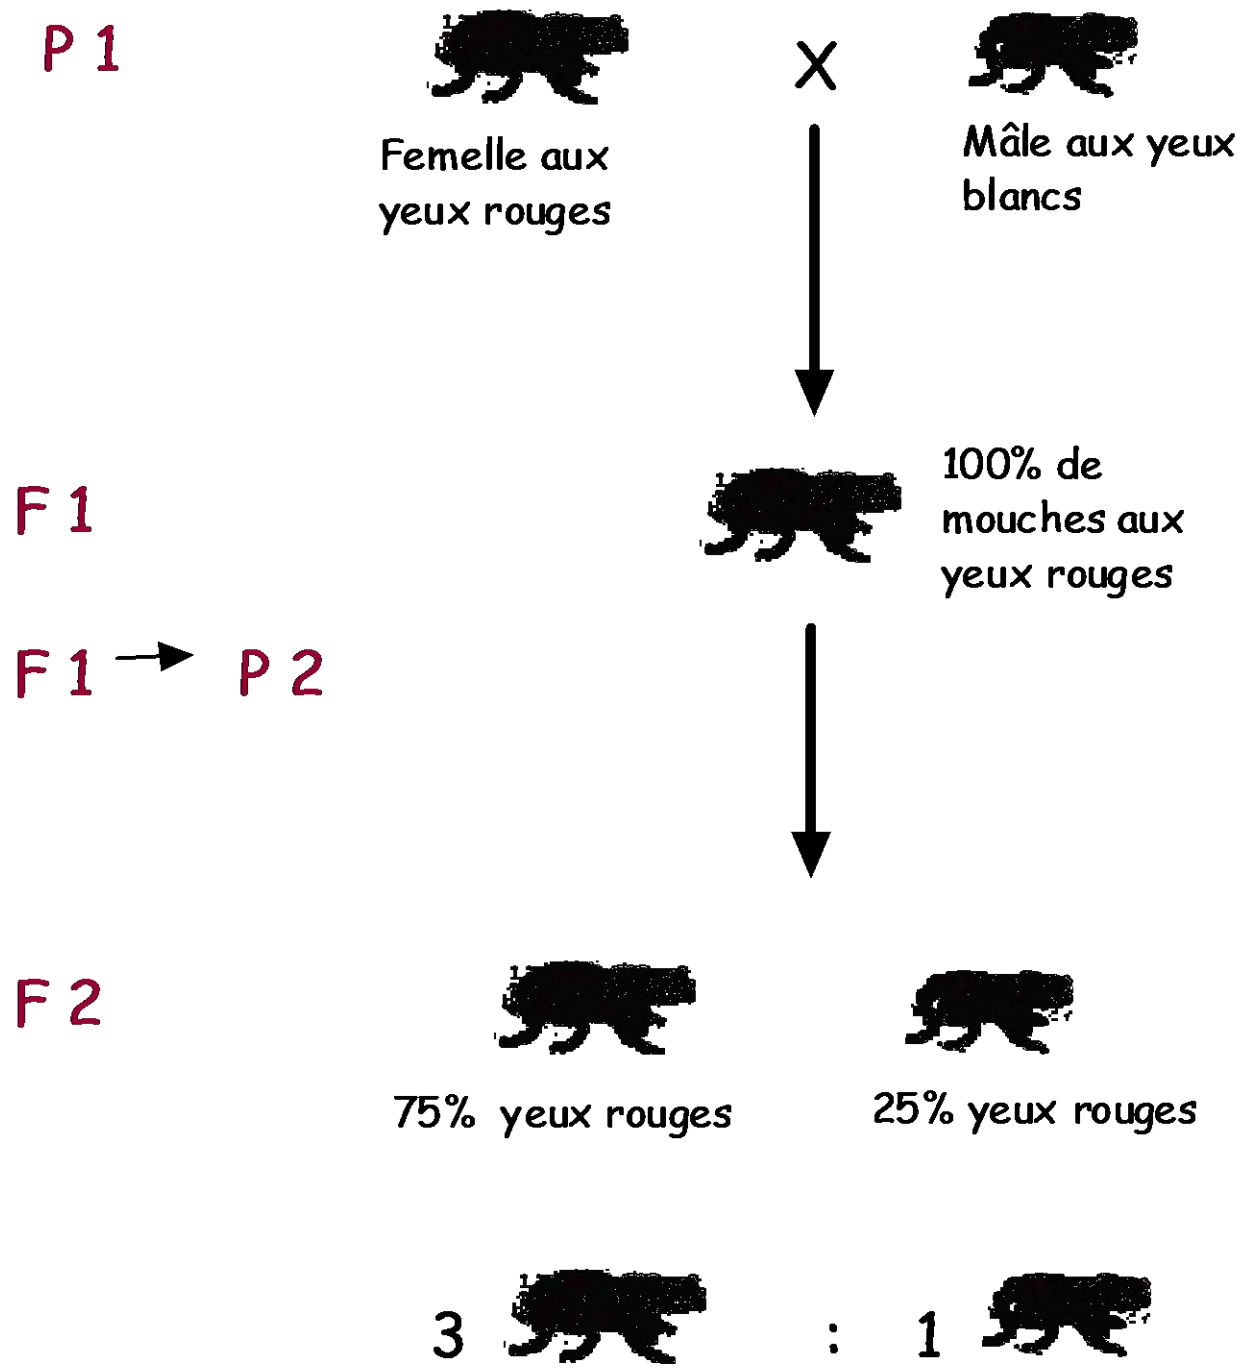 P 1
X
Femelle aux
yeux rouges
Mâle aux yeux
blancs
F 1
100% de
mouches aux
yeux rouges
F 1 P 2
F 2
75% yeux rouges
25% yeux rouges
3 : 1